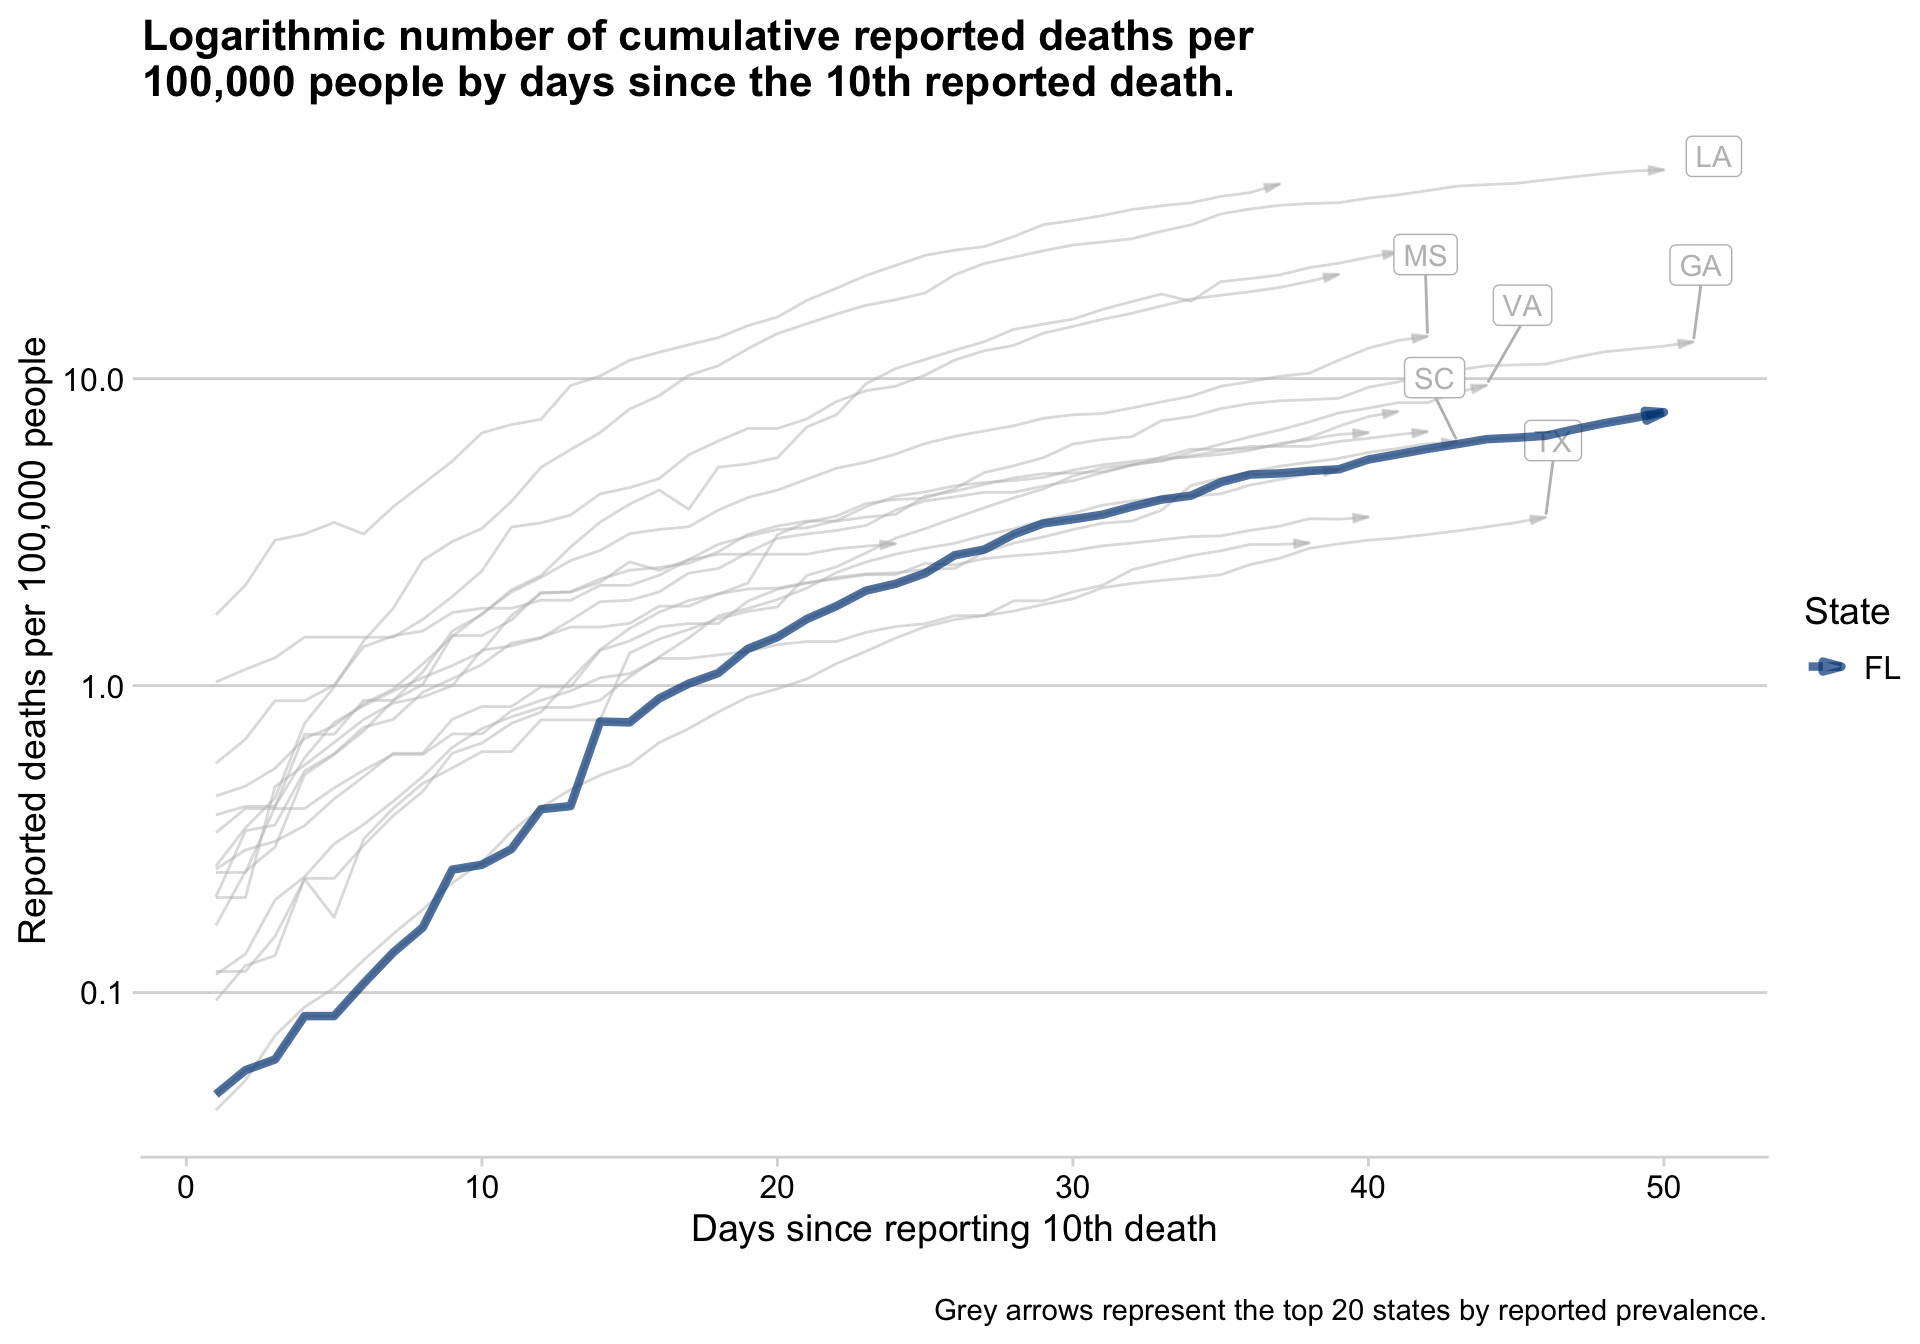 Logarithmic number of cumulative reported deaths per
100,000 people by days since the 10th reported death.
LA
MS
GA
VA
SC
TX
Reported deaths per 100,000 people
10.0
1.0
0.1
State
FL
0 10 20 30 40 50
Days since reporting 10th death
Grey arrows represent the top 20 states by reported prevalence.